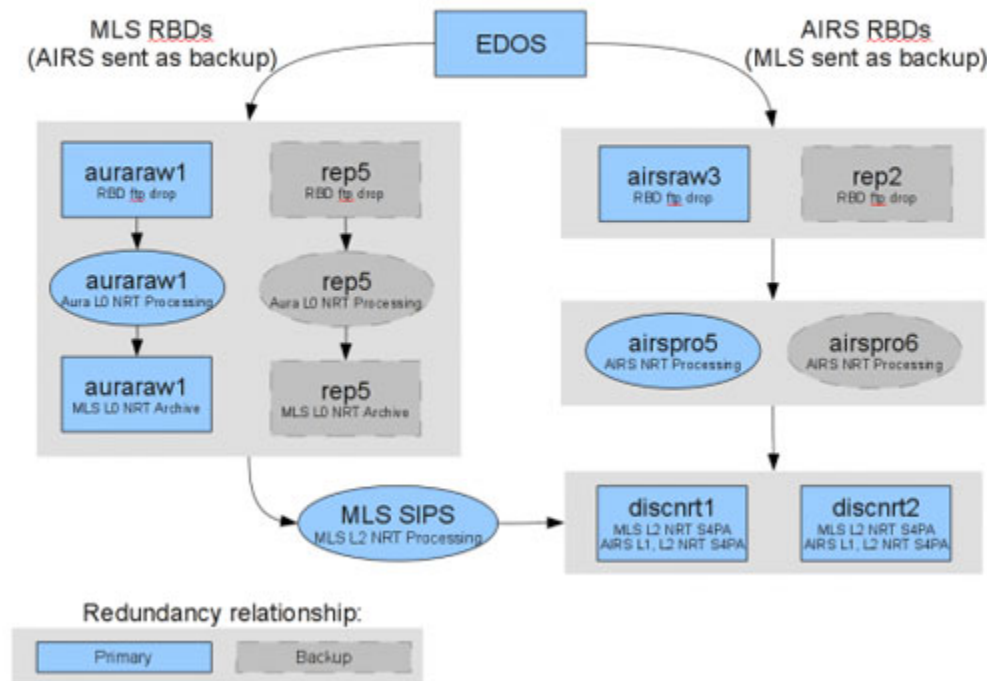 MLS RBDs
(AIRS sent as backup)
EDOS
AIRS RBDs
(MLS sent as backup)
auraraw1
RBD ftp drop
rep5
RBD ftp drop
airsraw3
RBD ftp drop
rep2
RBD ftp drop
auraraw1
Aura L0 NRT Processing
rep5
Aura L0 NRT Processing
airspro5
AIRS NRT Processing
airspro6
AIRS NRT Processing
auraraw1
MLS L0 NRT Archive
rep5
MLS L0 NRT Archive
MLS SIPS
MLS L2 NRT Processing
discnrt1
MLS L2 NRT S4PA
AIRS L1, L2 NRT S4PA
discnrt2
MLS L2 NRT S4PA
AIRS L1, L2 NRT S4PA
Redundancy relationship:
Primary
Backup